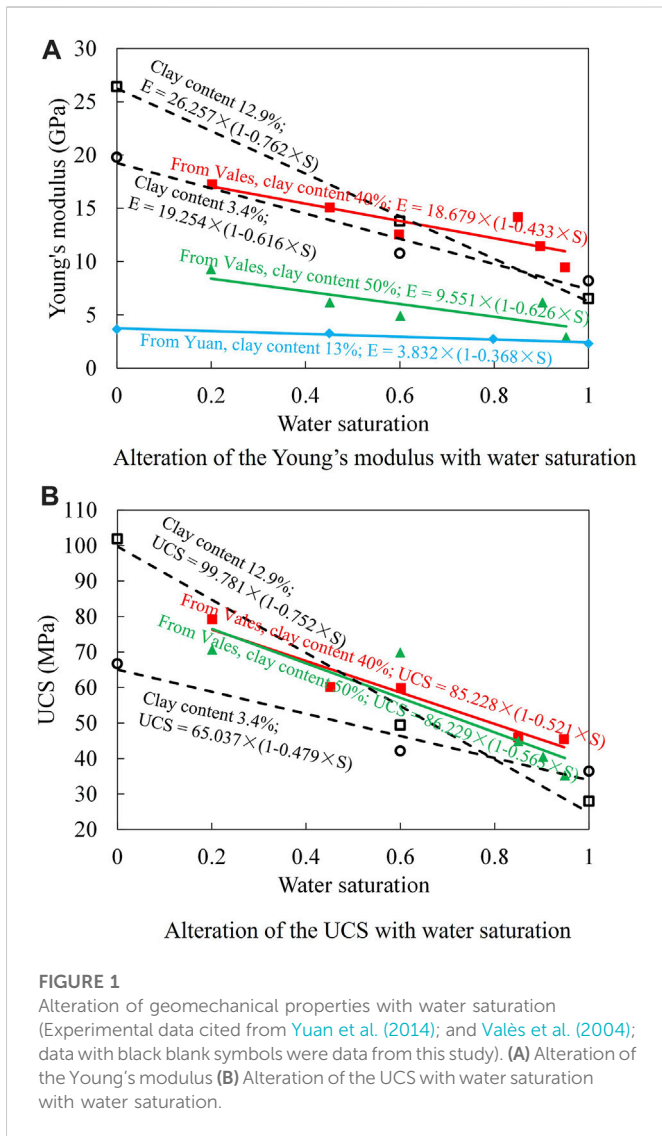 A
30
25
20
15
10
5
0
Young's modulus (GPa)
Clay content 12.9%;
E = 26.257×(1-0.762×S)
From Vales, clay content 40%; E = 18.679×(1-0.433×S)
Clay content 3.4%;
E = 19.254×(1-0.616×S)
From Vales, clay content 50%; E = 9.551×(1-0.626×S)
From Yuan, clay content 13%; E = 3.832×(1-0.368×S)
0 0.2 0.4 0.6 0.8 1
Water saturation
Alteration of the Young's modulus with water saturation
B
110
100
90
80
70
60
50
40
30
20
UCS (MPa)
Clay content 12.9%;
UCS = 99.781×(1-0.752×S)
From Vales, clay content 40%; UCS = 85.228×(1-0.521×S)
From Vales, clay content 50%; UCS = 86.229×(1-0.565×S)
Clay content 3.4%;
UCS = 65.037×(1-0.479×S)
0 0.2 0.4 0.6 0.8 1
Water saturation
Alteration of the UCS with water saturation
FIGURE 1
Alteration of geomechanical properties with water saturation
(Experimental data cited from Yuan et al. (2014); and Valès et al. (2004);
data with black blank symbols were data from this study). (A) Alteration of
the Young's modulus (B) Alteration of the UCS with water saturation
with water saturation.